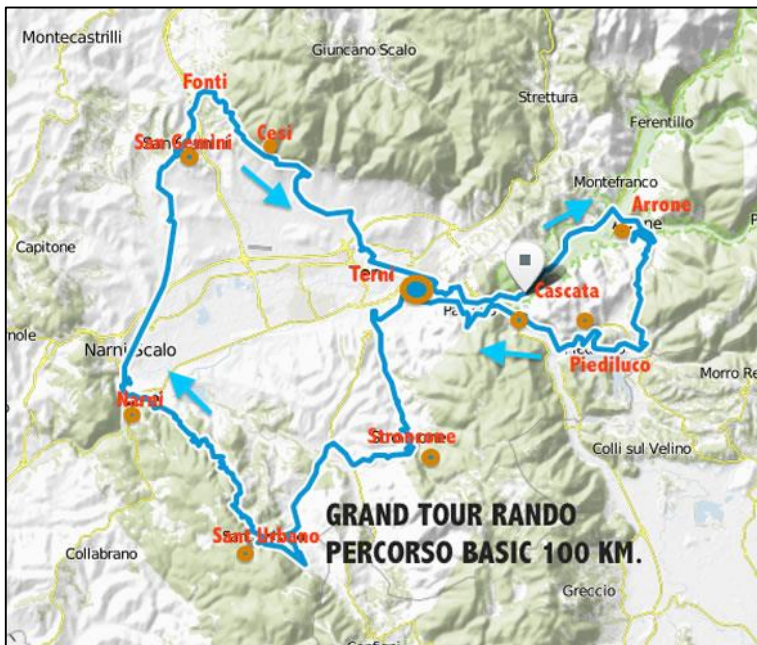 Montecastrilli
Giuncano Scalo
Fonti
Strettura
San Gemini
Cesi
Ferentillo
Montefranco
Arrone
Capitone
Terni
Cascata
Narni Scalo
Piediluco
Morro Re
Narni
Stroncone
Colli sul Velino
GRAND TOUR RANDO
PERCORSO BASIC 100 KM.
Sant Urbano
Collabrano
Greccio